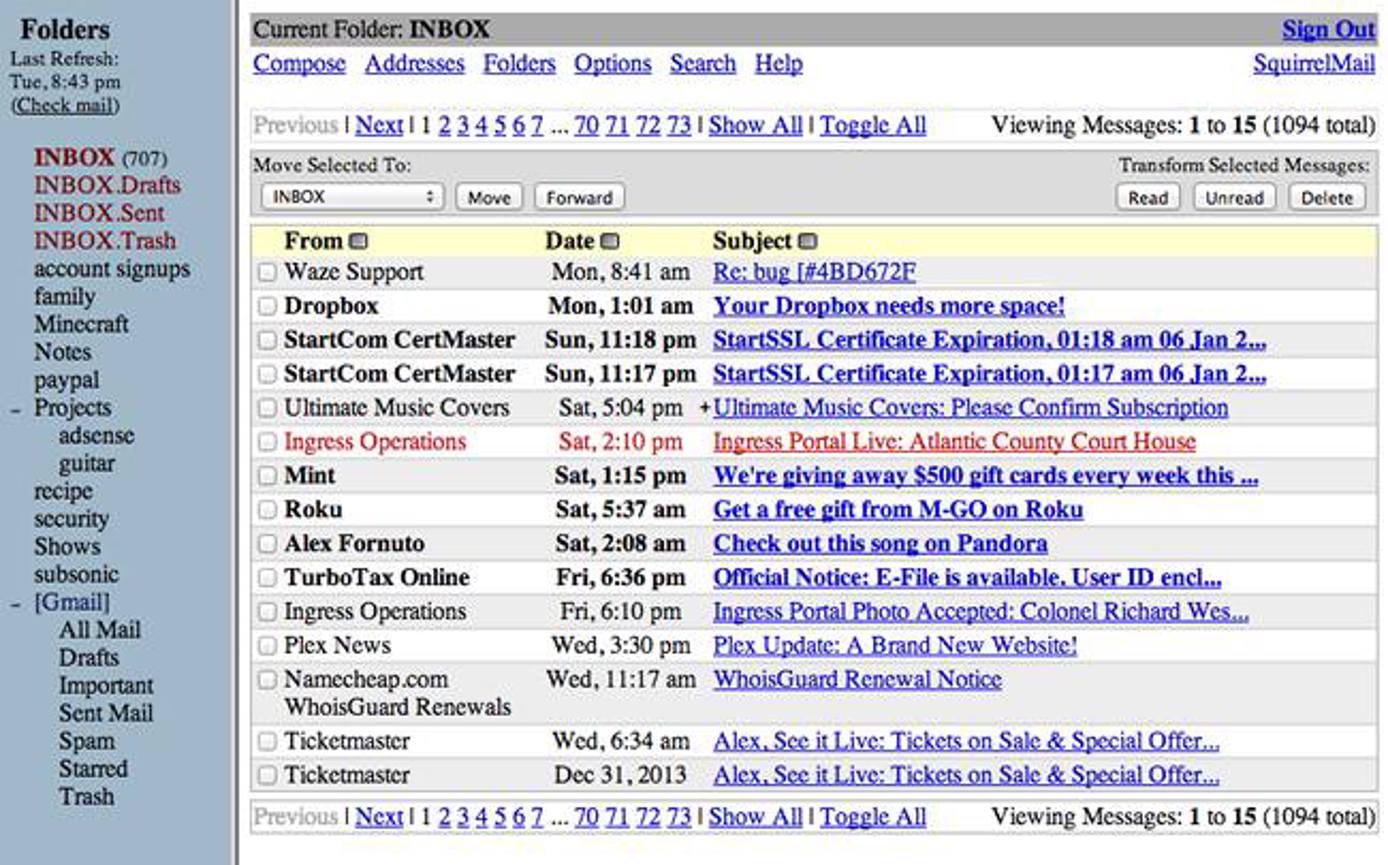 Folders
Last Refresh:
Tue, 8:43 pm
(Check mail)
INBOX (707)
INBOX.Drafts
INBOX.Sent
INBOX.Trash
account signups
family
Minecraft
Notes
paypal
– Projects
adsense
guitar
recipe
security
Shows
subsonic
– [Gmail]
All Mail
Drafts
Important
Sent Mail
Spam
Starred
Trash
Current Folder: INBOX Sign Out
Compose Addresses Folders Options Search Help SquirrelMail
Previous | Next | 1 2 3 4 5 6 7 ... 70 71 72 73 | Show All | Toggle All Viewing Messages: 1 to 15 (1094 total)
Move Selected To: Transform Selected Messages:
INBOX Move Forward Read Unread Delete
From Date Subject
Waze Support Mon, 8:41 am Re: bug [#4BD672F
Dropbox Mon, 1:01 am Your Dropbox needs more space!
StartCom CertMaster Sun, 11:18 pm StartSSL Certificate Expiration, 01:18 am 06 Jan 2...
StartCom CertMaster Sun, 11:17 pm StartSSL Certificate Expiration, 01:17 am 06 Jan 2...
Ultimate Music Covers Sat, 5:04 pm +Ultimate Music Covers: Please Confirm Subscription
Ingress Operations Sat, 2:10 pm Ingress Portal Live: Atlantic County Court House
Mint Sat, 1:15 pm We're giving away $500 gift cards every week this ...
Roku Sat, 5:37 am Get a free gift from M-GO on Roku
Alex Fornuto Sat, 2:08 am Check out this song on Pandora
TurboTax Online Fri, 6:36 pm Official Notice: E-File is available. User ID encl...
Ingress Operations Fri, 6:10 pm Ingress Portal Photo Accepted: Colonel Richard Wes...
Plex News Wed, 3:30 pm Plex Update: A Brand New Website!
Namecheap.com Wed, 11:17 am WhoisGuard Renewal Notice
WhoisGuard Renewals
Ticketmaster Wed, 6:34 am Alex, See it Live: Tickets on Sale & Special Offer...
Ticketmaster Dec 31, 2013 Alex, See it Live: Tickets on Sale & Special Offer...
Previous | Next | 1 2 3 4 5 6 7 ... 70 71 72 73 | Show All | Toggle All Viewing Messages: 1 to 15 (1094 total)